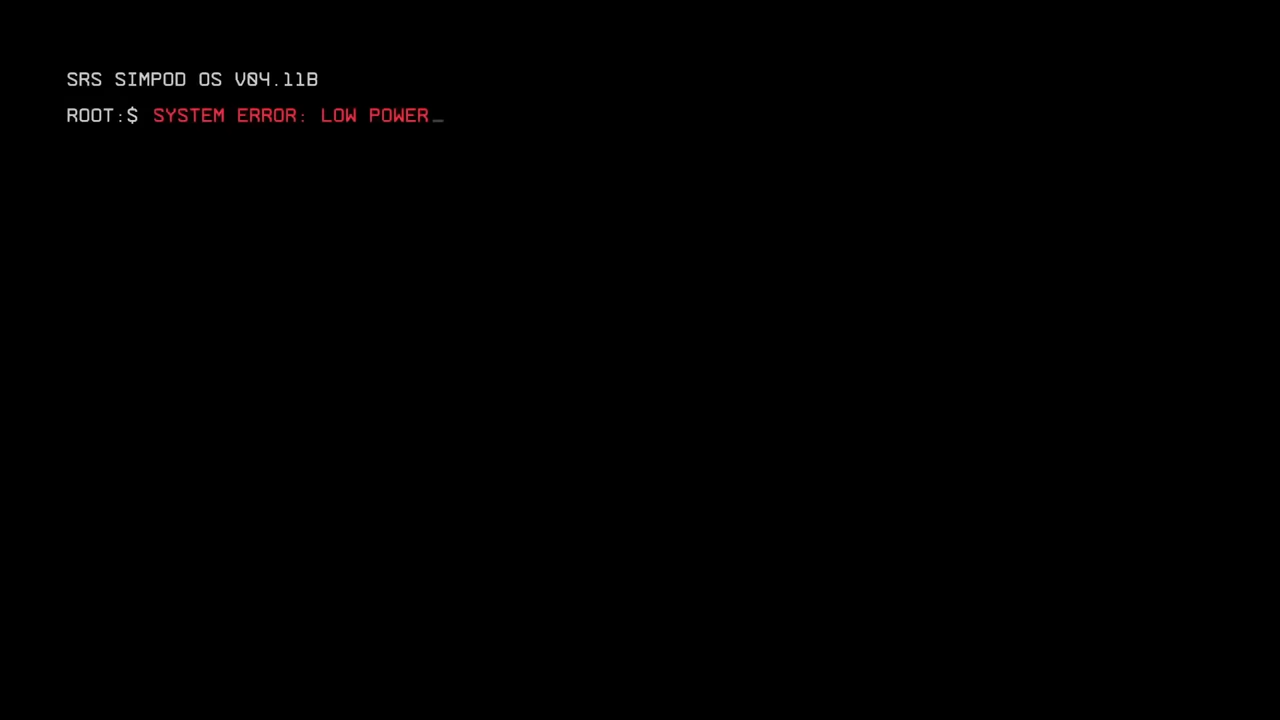 SRS SIMPOD OS V04.11B
ROOT:$ SYSTEM ERROR: LOW POWER_